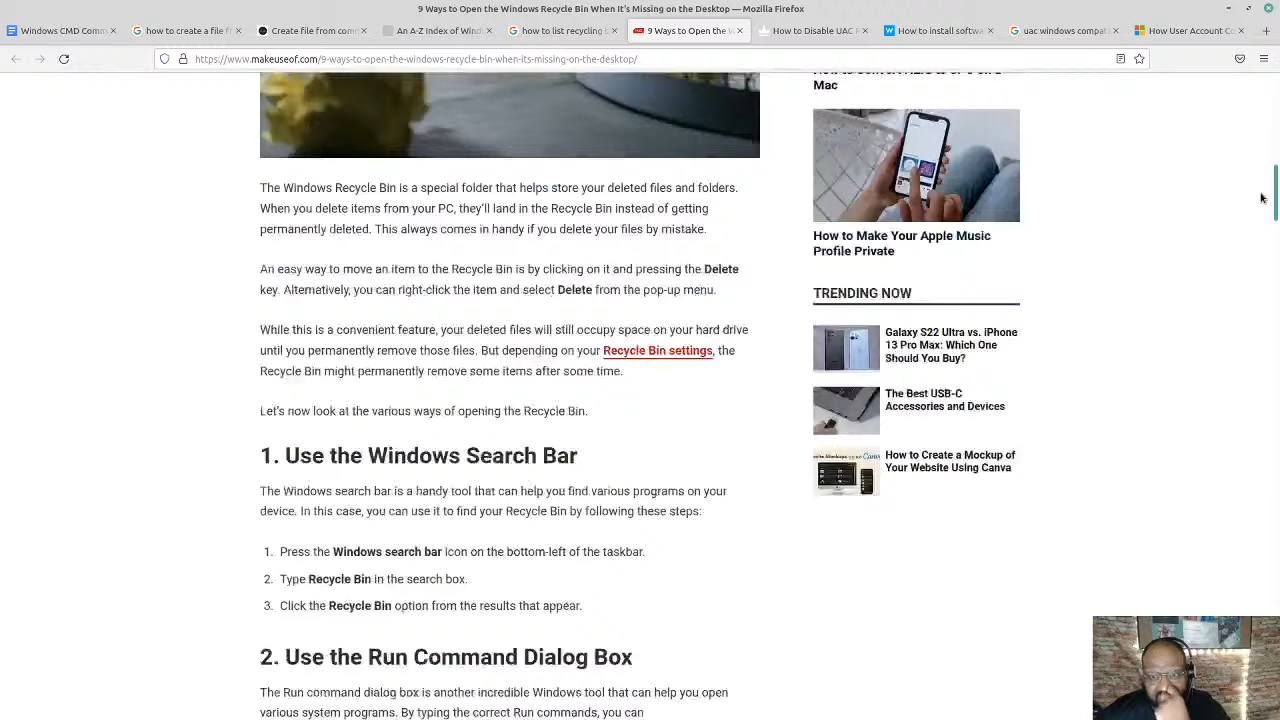 9 Ways to Open the Windows Recycle Bin When It's Missing on the Desktop — Mozilla Firefox
Windows CMD Comm
how to create a file f
Create file from com
An A-Z Index of Wind
how to list recycling
9 Ways to Open the W
How to Disable UAC
How to install softwa
uac windows compat
How User Account C
https://www.makeuseof.com/9-ways-to-open-the-windows-recycle-bin-when-its-missing-on-the-desktop/
Mac
The Windows Recycle Bin is a special folder that helps store your deleted files and folders.
When you delete items from your PC, they'll land in the Recycle Bin instead of getting
permanently deleted. This always comes in handy if you delete your files by mistake.
An easy way to move an item to the Recycle Bin is by clicking on it and pressing the Delete
key. Alternatively, you can right-click the item and select Delete from the pop-up menu.
While this is a convenient feature, your deleted files will still occupy space on your hard drive
until you permanently remove those files. But depending on your Recycle Bin settings, the
Recycle Bin might permanently remove some items after some time.
Let's now look at the various ways of opening the Recycle Bin.
1. Use the Windows Search Bar
The Windows search bar is a handy tool that can help you find various programs on your
device. In this case, you can use it to find your Recycle Bin by following these steps:
1. Press the Windows search bar icon on the bottom-left of the taskbar.
2. Type Recycle Bin in the search box.
3. Click the Recycle Bin option from the results that appear.
2. Use the Run Command Dialog Box
The Run command dialog box is another incredible Windows tool that can help you open
various system programs. By typing the correct Run commands, you can
How to Make Your Apple Music
Profile Private
TRENDING NOW
Galaxy S22 Ultra vs. iPhone
13 Pro Max: Which One
Should You Buy?
The Best USB-C
Accessories and Devices
How to Create a Mockup of
Your Website Using Canva